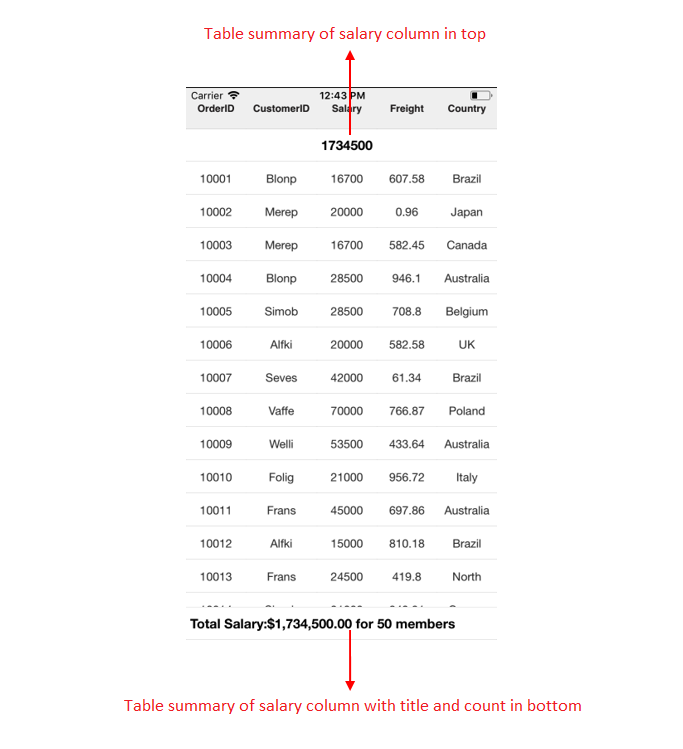 Table summary of salary column in top
Carrier 12:43 PM
OrderID CustomerID Salary Freight Country
1734500
10001 Blonp 16700 607.58 Brazil
10002 Merep 20000 0.96 Japan
10003 Merep 16700 582.45 Canada
10004 Blonp 28500 946.1 Australia
10005 Simob 28500 708.8 Belgium
10006 Alfki 20000 582.58 UK
10007 Seves 42000 61.34 Brazil
10008 Vaffe 70000 766.87 Poland
10009 Welli 53500 433.64 Australia
10010 Folig 21000 956.72 Italy
10011 Frans 45000 697.86 Australia
10012 Alfki 15000 810.18 Brazil
10013 Frans 24500 419.8 North
Total Salary:$1,734,500.00 for 50 members
Table summary of salary column with title and count in bottom